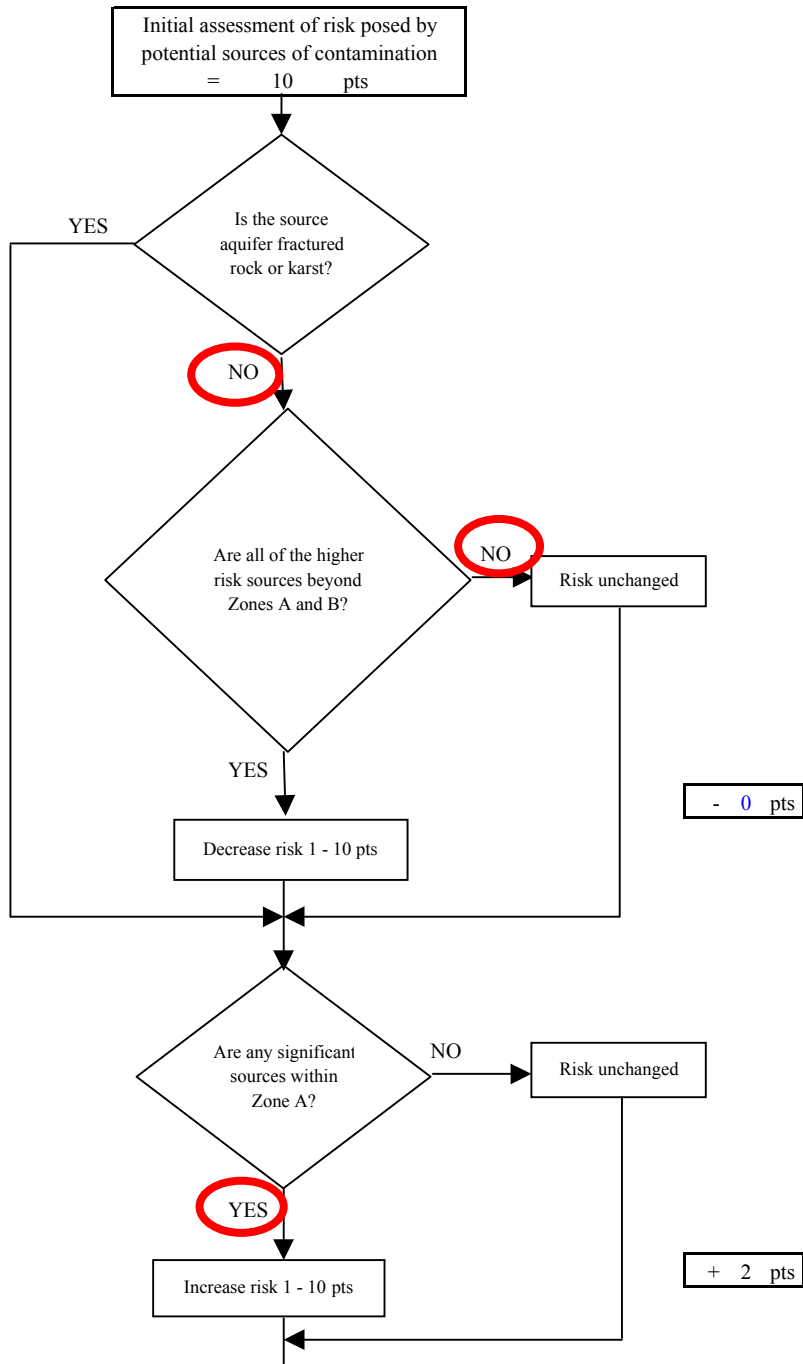 Initial assessment of risk posed by
potential sources of contamination
= 10 pts
YES
Is the source
aquifer fractured
rock or karst?
NO
Are all of the higher
risk sources beyond
Zones A and B?
NO
Risk unchanged
YES
- 0 pts
Decrease risk 1 - 10 pts
Are any significant
sources within
Zone A?
NO
Risk unchanged
YES
Increase risk 1 - 10 pts
+ 2 pts